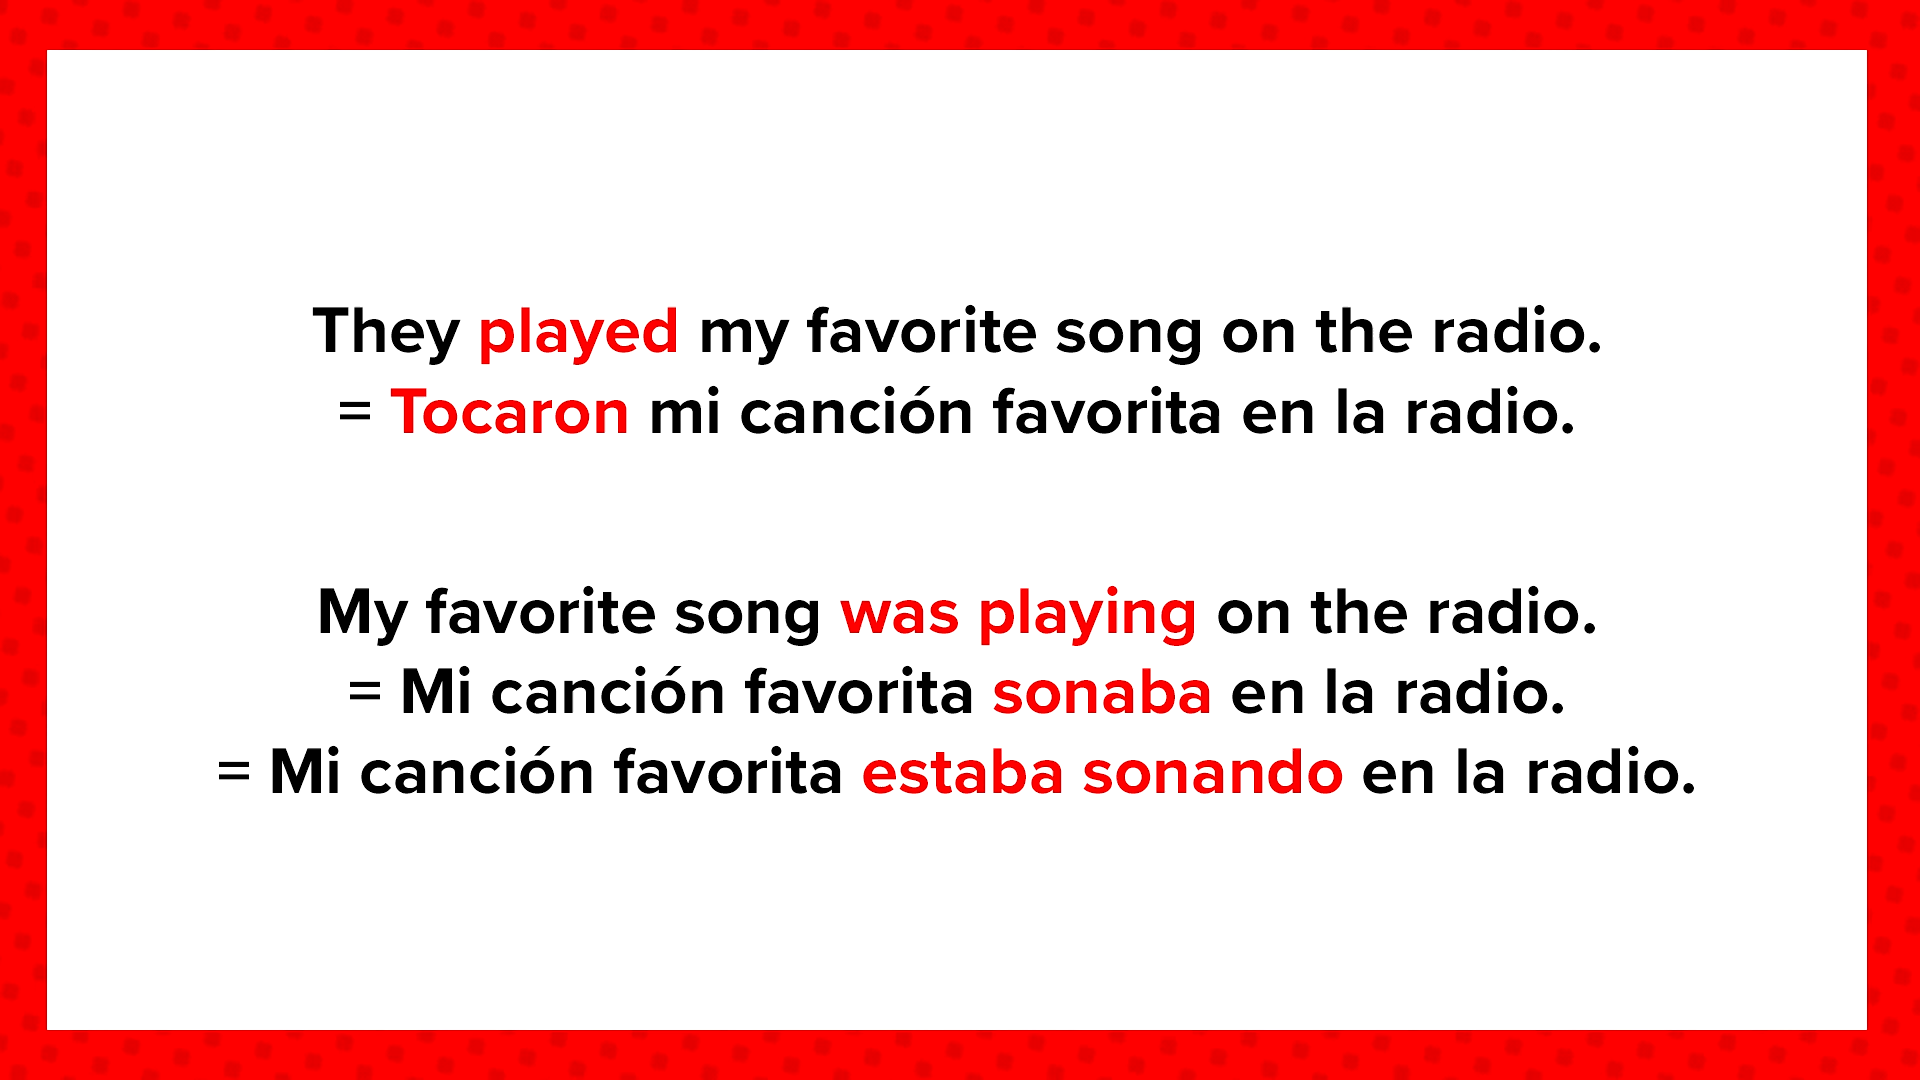 They played my favorite song on the radio.
= Tocaron mi canción favorita en la radio.
My favorite song was playing on the radio.
= Mi canción favorita sonaba en la radio.
= Mi canción favorita estaba sonando en la radio.